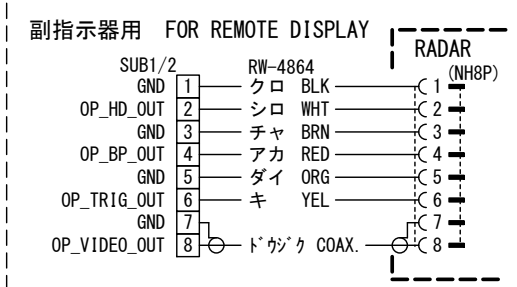 副指示器用 FOR REMOTE DISPLAY
RADAR
(NH8P)
SUB1/2 RW-4864
GND 1 クロ BLK 1
OP_HD_OUT 2 シロ WHT 2
GND 3 チャ BRN 3
OP_BP_OUT 4 アカ RED 4
GND 5 ダイ ORG 5
OP_TRIG_OUT 6 キ YEL 6
GND 7 7
OP_VIDEO_OUT 8 ドウジク COAX. 8